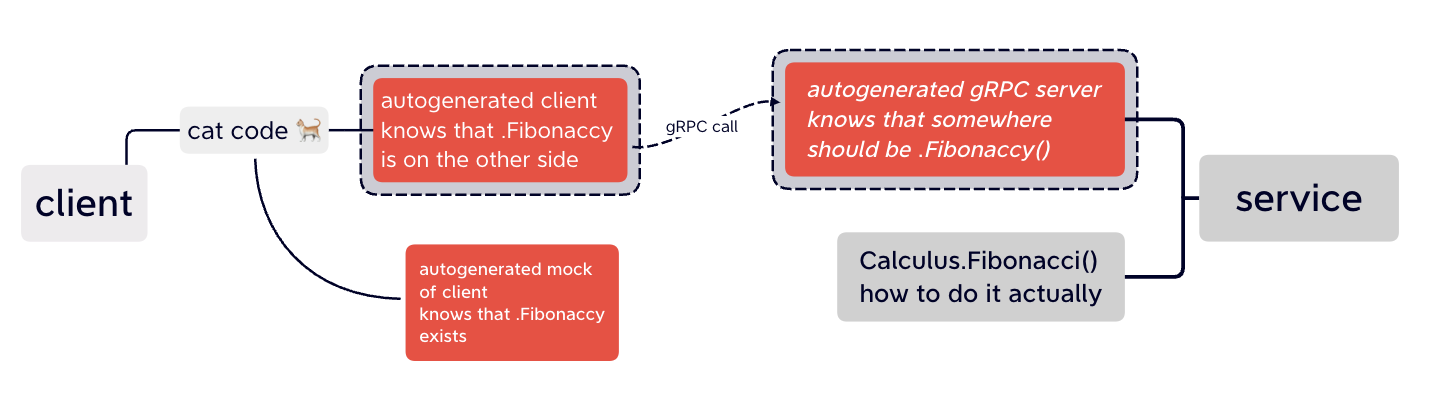 client
cat code 🐈
autogenerated client
knows that .Fibonaccy
is on the other side
autogenerated mock
of client
knows that .Fibonaccy
exists
gRPC call
autogenerated gRPC server
knows that somewhere
should be .Fibonaccy()
Calculus.Fibonacci()
how to do it actually
service